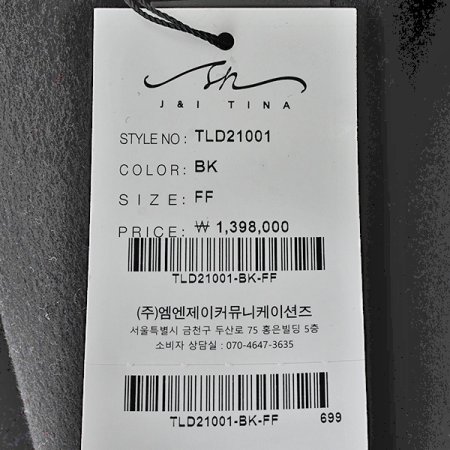 J&I TINA
STYLE NO: TLD21001
COLOR: BK
SIZE: FF
PRICE: ₩ 1,398,000
TLD21001-BK-FF
(주)엠엔제이커뮤니케이션즈
서울특별시 금천구 두산로 75 홍은빌딩 5층
소비자 상담실 : 070-4647-3635
TLD21001-BK-FF
699